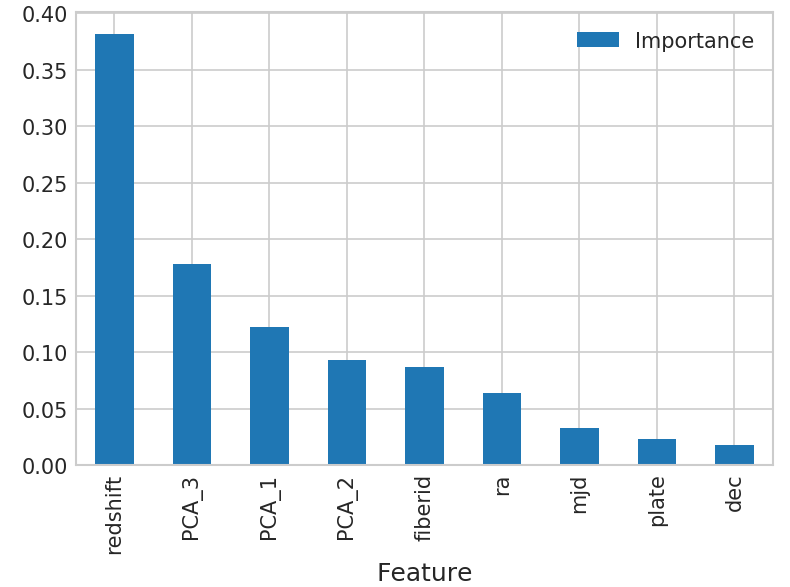 0.40
0.35
0.30
0.25
0.20
0.15
0.10
0.05
0.00
Importance
redshift
PCA_3
PCA_1
PCA_2
fiberid
ra
mjd
plate
dec
Feature